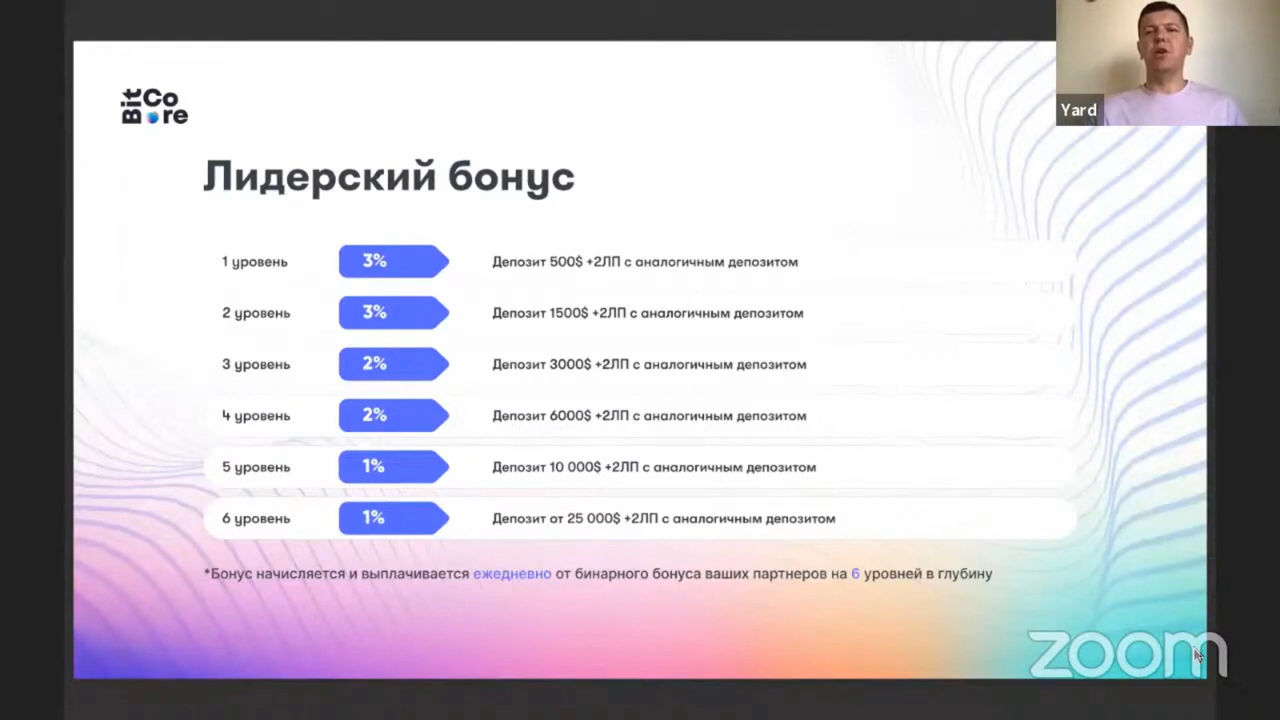 BitCore
Лидерский бонус
1 уровень 3% Депозит 500$ +2ЛП с аналогичным депозитом
2 уровень 3% Депозит 1500$ +2ЛП с аналогичным депозитом
3 уровень 2% Депозит 3000$ +2ЛП с аналогичным депозитом
4 уровень 2% Депозит 6000$ +2ЛП с аналогичным депозитом
5 уровень 1% Депозит 10 000$ +2ЛП с аналогичным депозитом
6 уровень 1% Депозит от 25 000$ +2ЛП с аналогичным депозитом
*Бонус начисляется и выплачивается ежедневно от бинарного бонуса ваших партнеров на 6 уровней в глубину
Yard
zoom